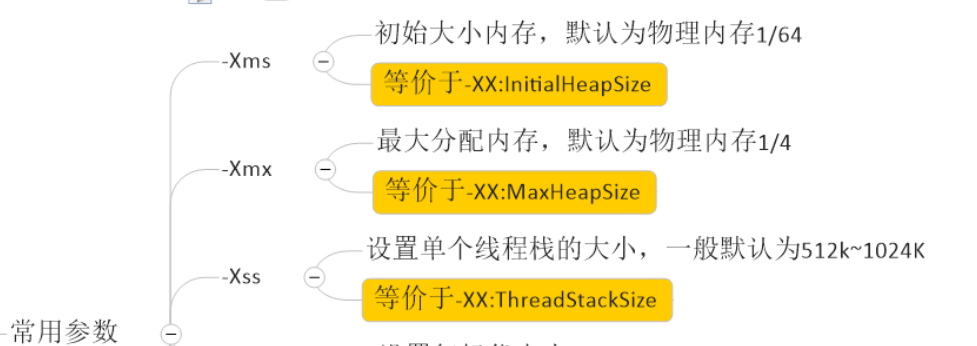 初始大小内存，默认为物理内存1/64
-Xms
等价于-XX:InitialHeapSize
最大分配内存，默认为物理内存1/4
-Xmx
等价于-XX:MaxHeapSize
设置单个线程栈的大小，一般默认为512k~1024K
-Xss
等价于-XX:ThreadStackSize
常用参数